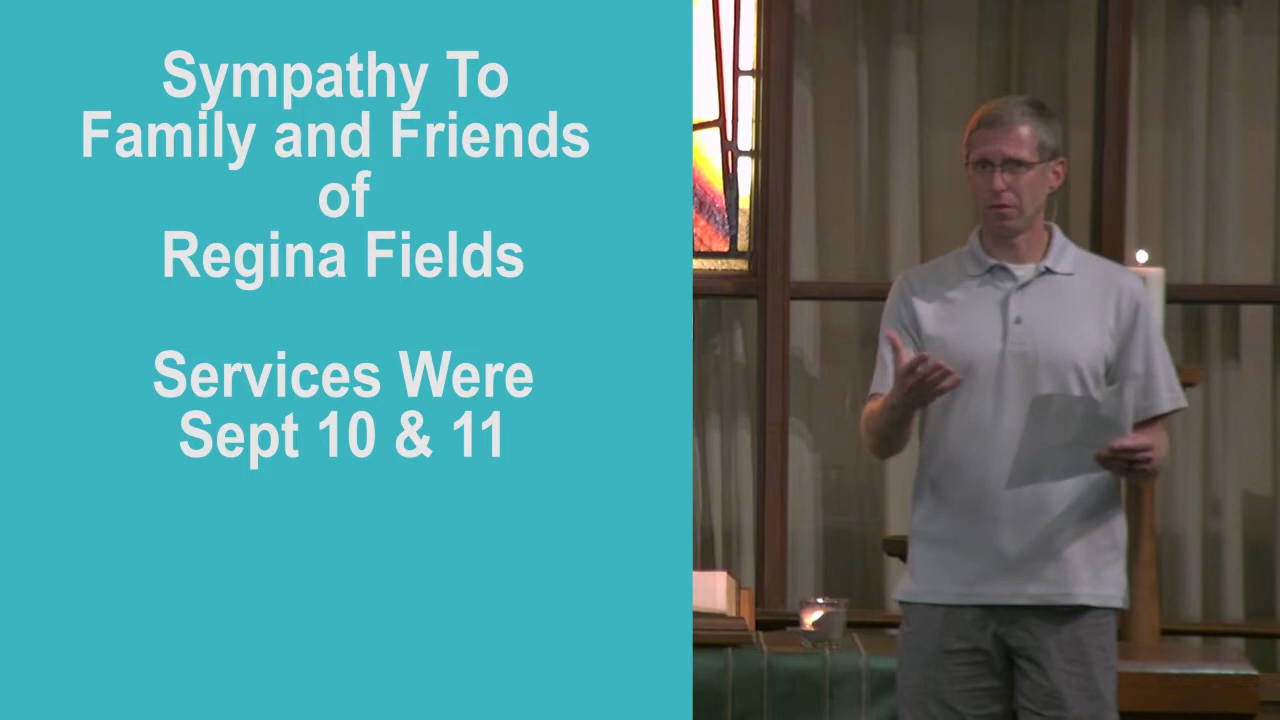 Sympathy To
Family and Friends
of
Regina Fields
Services Were
Sept 10 & 11